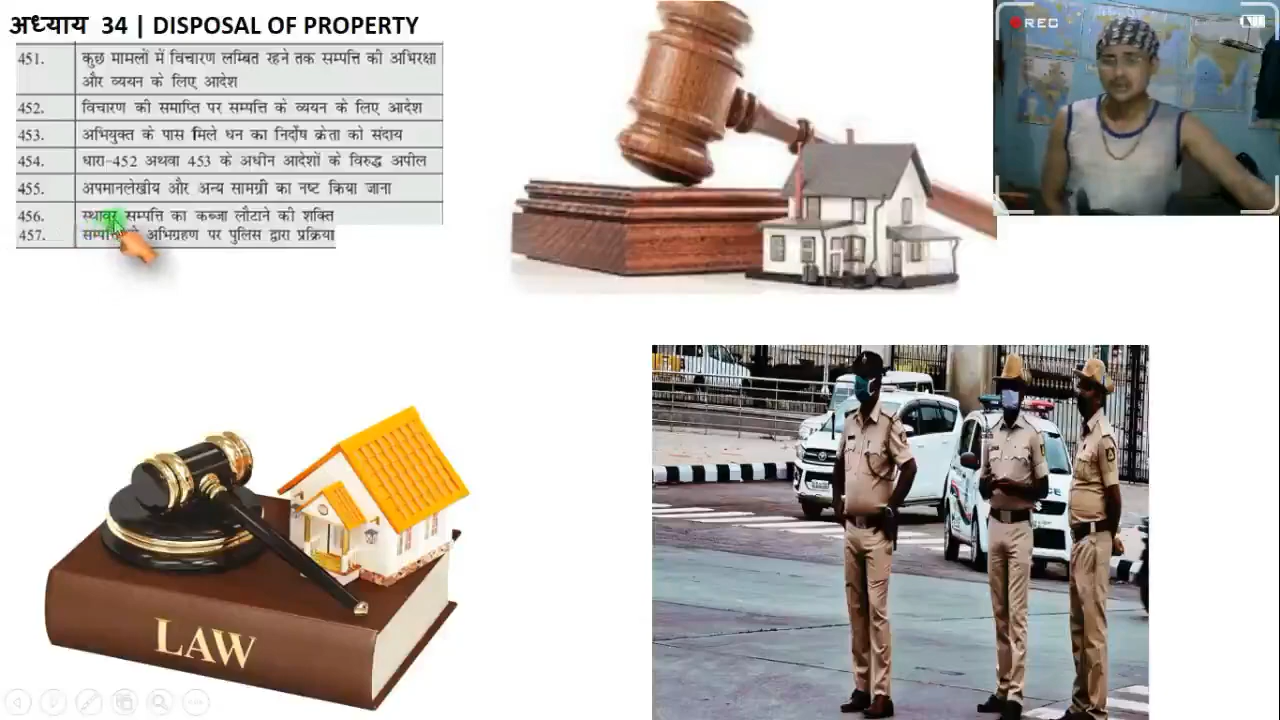 अध्याय 34 | DISPOSAL OF PROPERTY
451. कुछ मामलों में विचारण लम्बित रहने तक सम्पत्ति की अभिरक्षा
और व्ययन के लिए आदेश
452. विचारण की समाप्ति पर सम्पत्ति के व्ययन के लिए आदेश
453. अभियुक्त के पास मिले धन का निर्दोष क्रेता को संदाय
454. धारा-452 अथवा 453 के अधीन आदेशों के विरुद्ध अपील
455. अपमानलेखीय और अन्य सामग्री का नष्ट किया जाना
456. स्थावर सम्पत्ति का कब्जा लौटाने की शक्ति
457. अभिग्रहण पर पुलिस द्वारा प्रक्रिया
REC
LAW